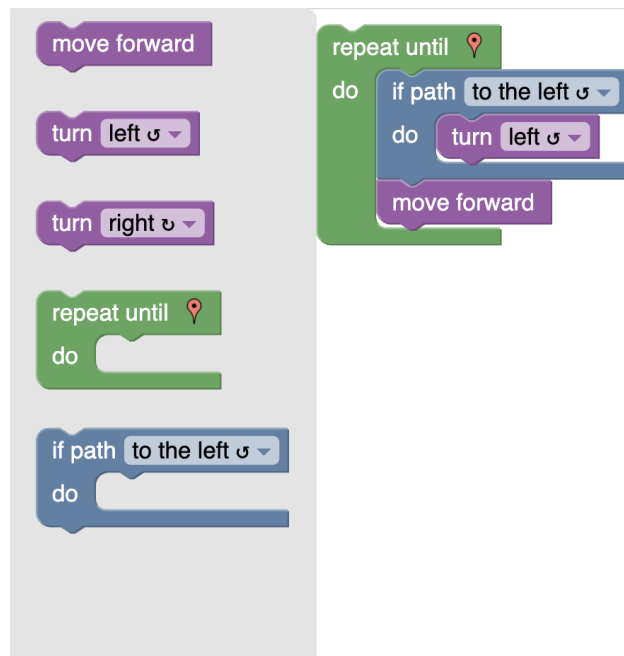 move forward
turn left ↺
turn right ↻
repeat until
do
if path to the left ↺
do
repeat until
do if path to the left ↺
do turn left ↺
move forward